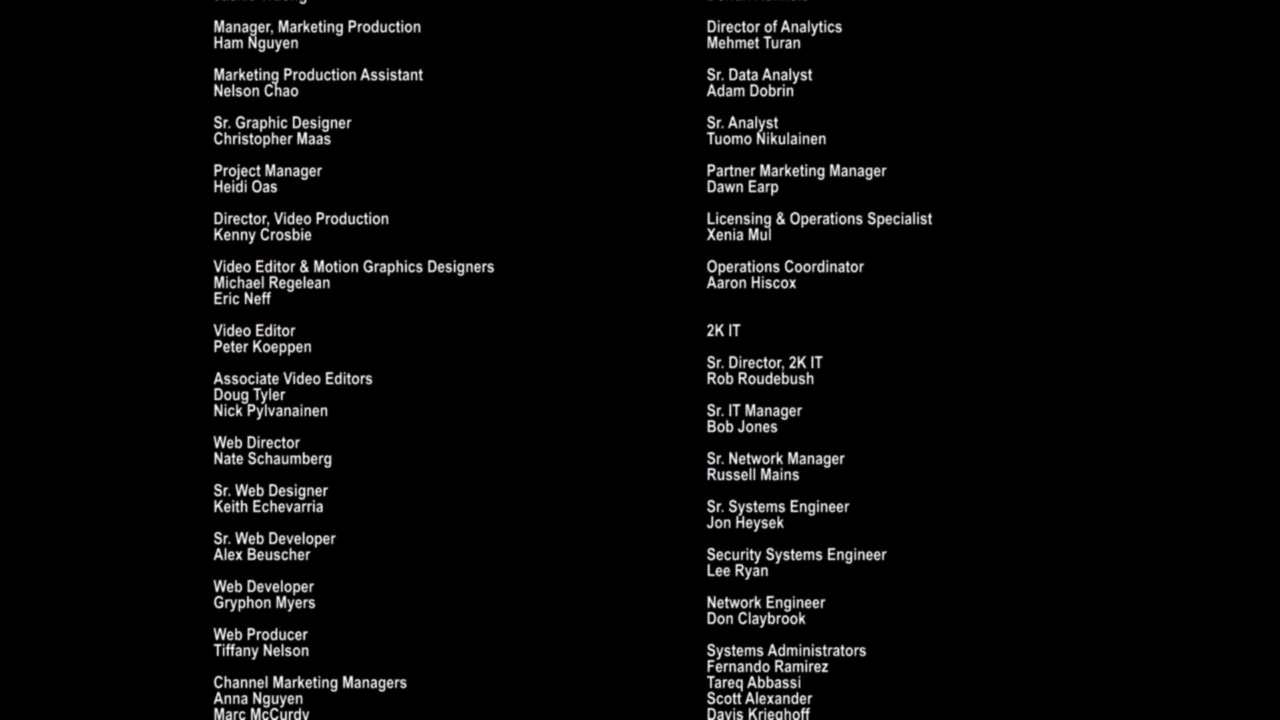 Manager, Marketing Production
Ham Nguyen
Marketing Production Assistant
Nelson Chao
Sr. Graphic Designer
Christopher Maas
Project Manager
Heidi Oas
Director, Video Production
Kenny Crosbie
Video Editor & Motion Graphics Designers
Michael Regelean
Eric Neff
Video Editor
Peter Koeppen
Associate Video Editors
Doug Tyler
Nick Pylvanainen
Web Director
Nate Schaumberg
Sr. Web Designer
Keith Echevarria
Sr. Web Developer
Alex Beuscher
Web Developer
Gryphon Myers
Web Producer
Tiffany Nelson
Channel Marketing Managers
Anna Nguyen
Marc McCurdy
Director of Analytics
Mehmet Turan
Sr. Data Analyst
Adam Dobrin
Sr. Analyst
Tuomo Nikulainen
Partner Marketing Manager
Dawn Earp
Licensing & Operations Specialist
Xenia Mul
Operations Coordinator
Aaron Hiscox
2K IT
Sr. Director, 2K IT
Rob Roudebush
Sr. IT Manager
Bob Jones
Sr. Network Manager
Russell Mains
Sr. Systems Engineer
Jon Heysek
Security Systems Engineer
Lee Ryan
Network Engineer
Don Claybrook
Systems Administrators
Fernando Ramirez
Tareq Abbassi
Scott Alexander
Davis Krieghoff